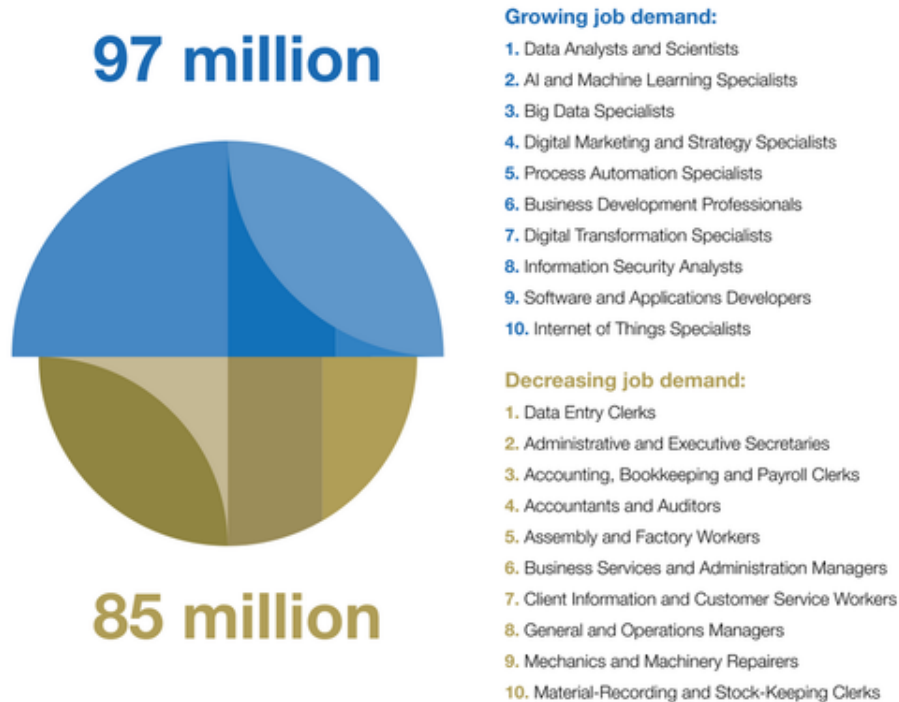 97 million
85 million
Growing job demand:
1. Data Analysts and Scientists
2. AI and Machine Learning Specialists
3. Big Data Specialists
4. Digital Marketing and Strategy Specialists
5. Process Automation Specialists
6. Business Development Professionals
7. Digital Transformation Specialists
8. Information Security Analysts
9. Software and Applications Developers
10. Internet of Things Specialists
Decreasing job demand:
1. Data Entry Clerks
2. Administrative and Executive Secretaries
3. Accounting, Bookkeeping and Payroll Clerks
4. Accountants and Auditors
5. Assembly and Factory Workers
6. Business Services and Administration Managers
7. Client Information and Customer Service Workers
8. General and Operations Managers
9. Mechanics and Machinery Repairers
10. Material-Recording and Stock-Keeping Clerks